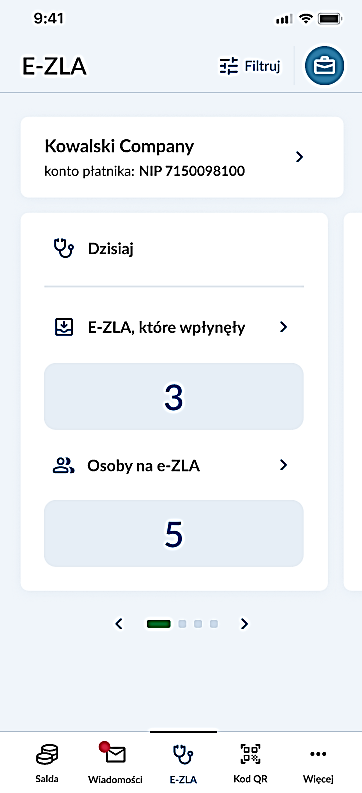 9:41
E-ZLA
Filtruj
Kowalski Company
konto płatnika: NIP 7150098100
Dzisiaj
E-ZLA, które wpłynęły
3
Osoby na e-ZLA
5
Salda
Wiadomości
E-ZLA
Kod QR
Więcej